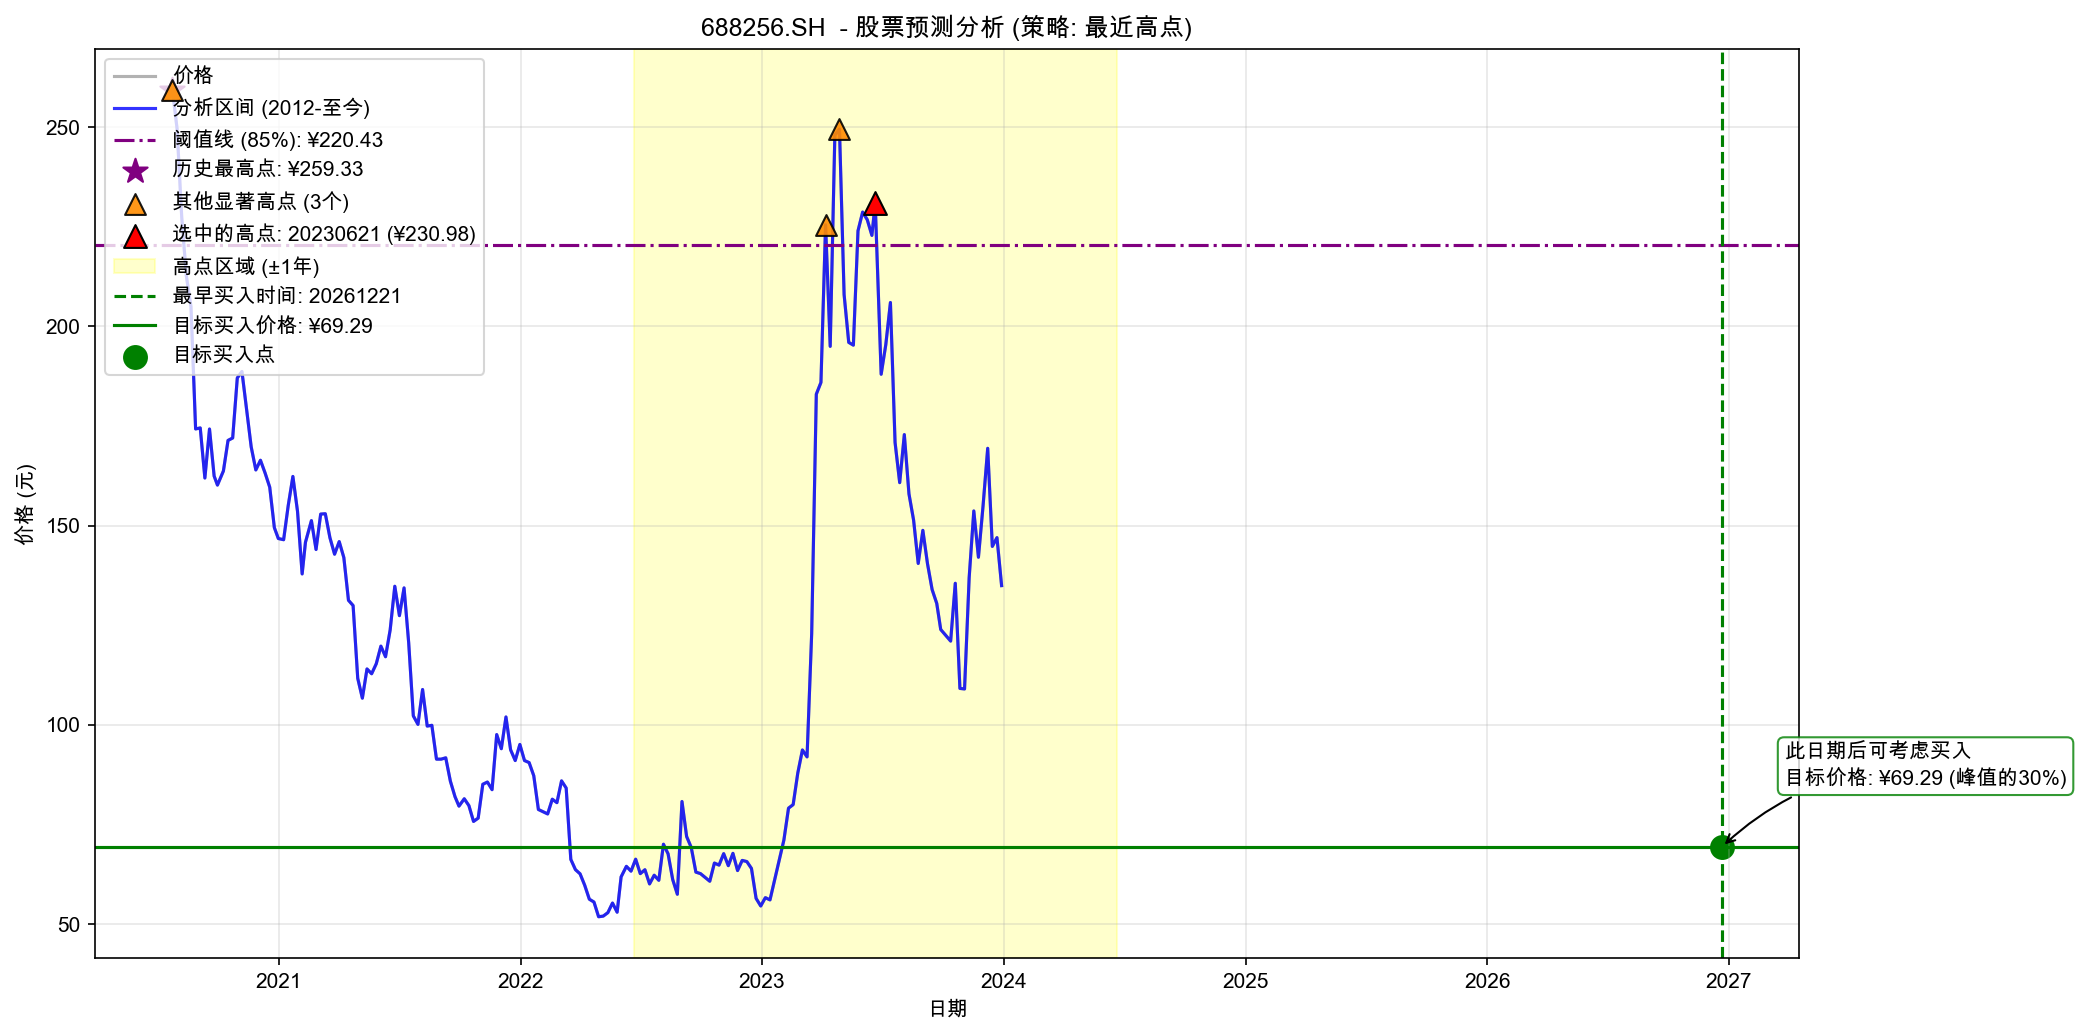 688256.SH - 股票预测分析 (策略: 最近高点)
价格
分析区间 (2012-至今)
阈值线 (85%): ¥220.43
历史最高点: ¥259.33
其他显著高点 (3个)
选中的高点: 20230621 (¥230.98)
高点区域 (±1年)
最早买入时间: 20261221
目标买入价格: ¥69.29
目标买入点
250
200
150
100
50
价格 (元)
此日期后可考虑买入
目标价格: ¥69.29 (峰值的30%)
2021
2022
2023
2024
2025
2026
2027
日期